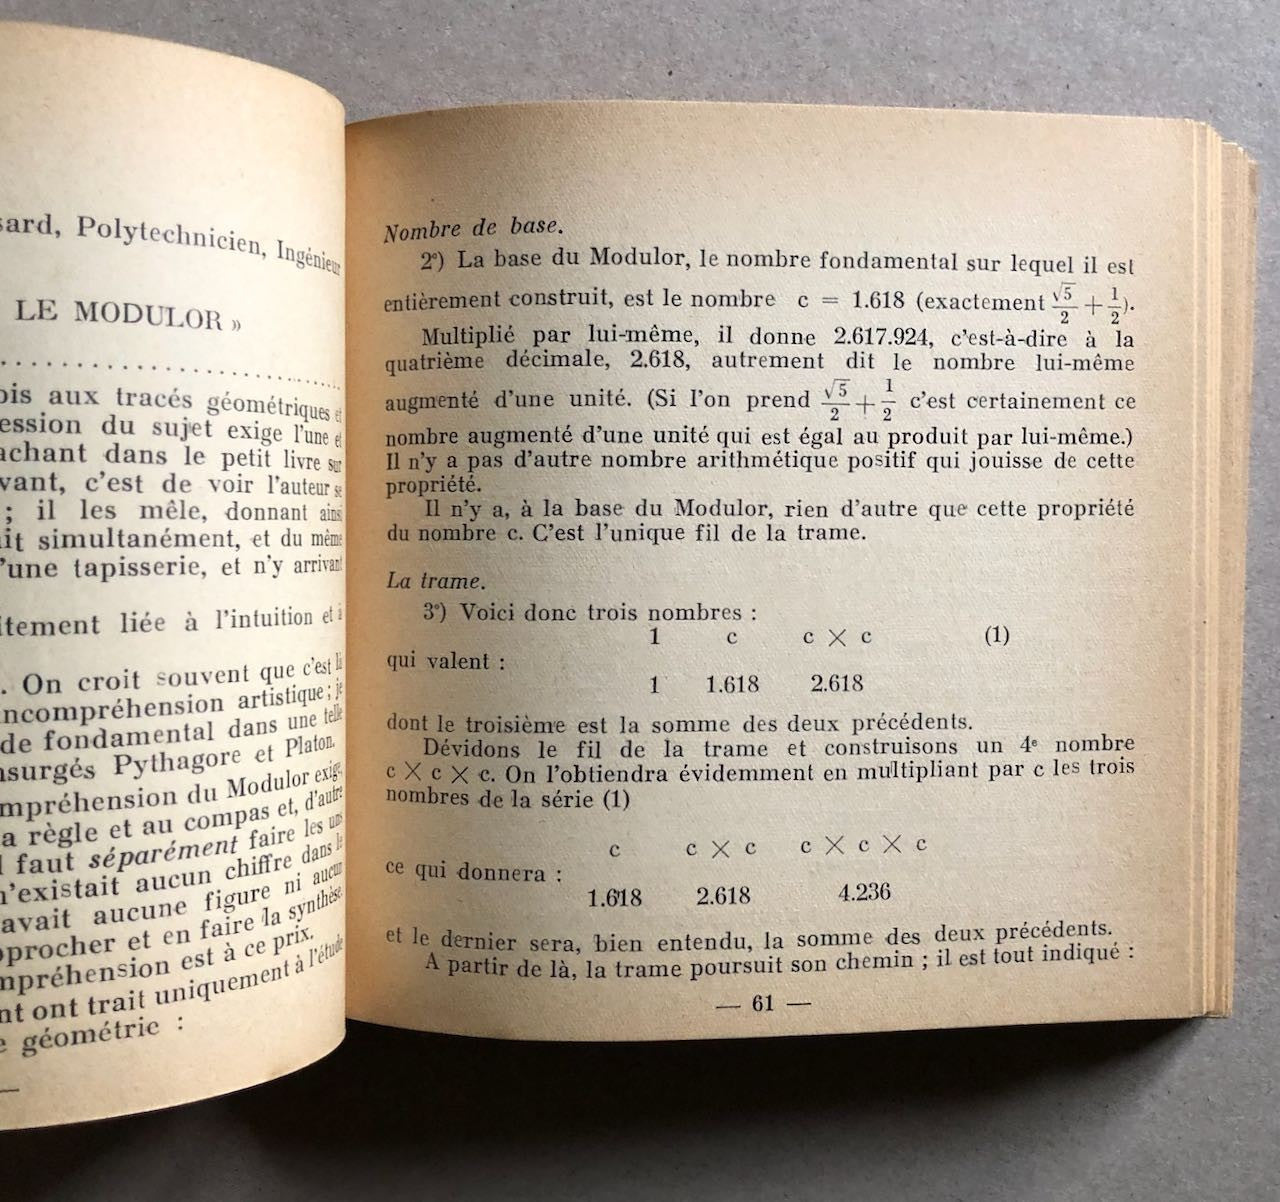 sard, Polytechnicien, Ingénieur
LE MODULOR »
ois aux tracés géométriques et
ession du sujet exige l'une et
achant dans le petit livre sur
vant, c'est de voir l'auteur se
; il les mêle, donnant ainsi
it simultanément, et du même
'une tapisserie, et n'y arrivant
itement liée à l'intuition et à
. On croit souvent que c'est là
ncompréhension artistique ; je
de fondamental dans une telle
nsurgés Pythagore et Platon.
mpréhension du Modulor exige,
a règle et au compas et, d'autre
l faut séparément faire les uns
n'existait aucun chiffre dans le
avait aucune figure ni aucun
pprocher et en faire la synthèse.
mpréhension est à ce prix.
nt ont trait uniquement à l'étude
e géométrie :
—
Nombre de base.
2°) La base du Modulor, le nombre fondamental sur lequel il est
entièrement construit, est le nombre c = 1.618 (exactement √5/2 + 1/2).
Multiplié par lui-même, il donne 2.617.924, c'est-à-dire à la
quatrième décimale, 2.618, autrement dit le nombre lui-même
augmenté d'une unité. (Si l'on prend √5/2 + 1/2 c'est certainement ce
nombre augmenté d'une unité qui est égal au produit par lui-même.)
Il n'y a pas d'autre nombre arithmétique positif qui jouisse de cette
propriété.
Il n'y a, à la base du Modulor, rien d'autre que cette propriété
du nombre c. C'est l'unique fil de la trame.
La trame.
3°) Voici donc trois nombres :
1 c c × c (1)
qui valent :
1 1.618 2.618
dont le troisième est la somme des deux précédents.
Dévidons le fil de la trame et construisons un 4e nombre
c × c × c. On l'obtiendra évidemment en multipliant par c les trois
nombres de la série (1)
c c × c c × c × c
ce qui donnera :
1.618 2.618 4.236
et le dernier sera, bien entendu, la somme des deux précédents.
A partir de là, la trame poursuit son chemin ; il est tout indiqué :
— 61 —